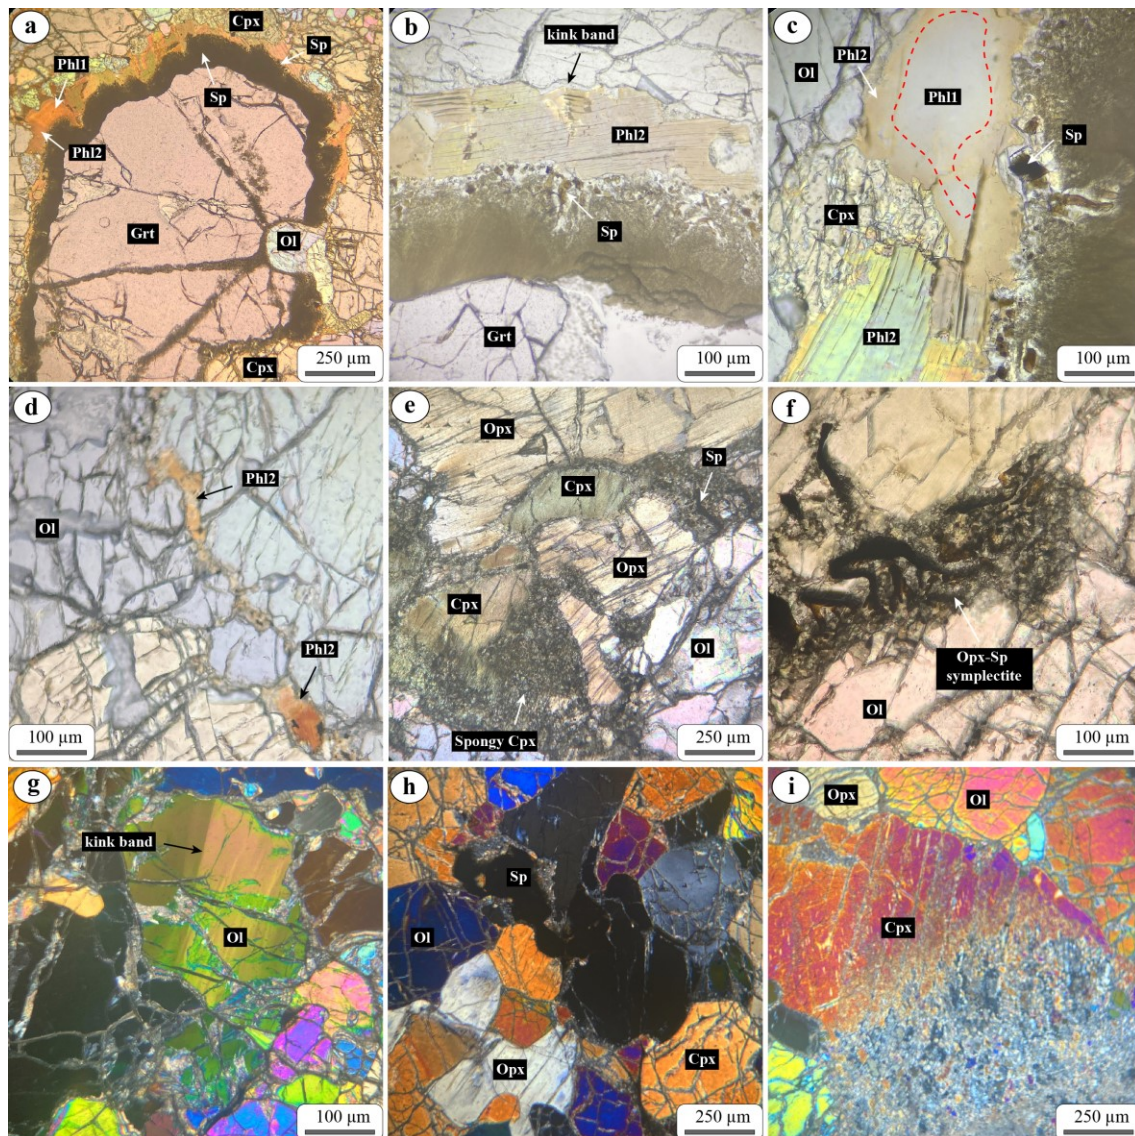 a
Cpx
Sp
Phl1
Sp
Phl2
Grt
Ol
Cpx
250 µm
b
kink band
Phl2
Sp
Grt
100 µm
c
Phl2
Ol
Phl1
Sp
Cpx
Phl2
100 µm
d
Phl2
Ol
Phl2
100 µm
e
Opx
Sp
Cpx
Opx
Cpx
Ol
Spongy Cpx
250 µm
f
Opx-Sp
symplectite
Ol
100 µm
g
kink band
Ol
100 µm
h
Sp
Ol
Opx
Cpx
250 µm
i
Opx
Ol
Cpx
250 µm